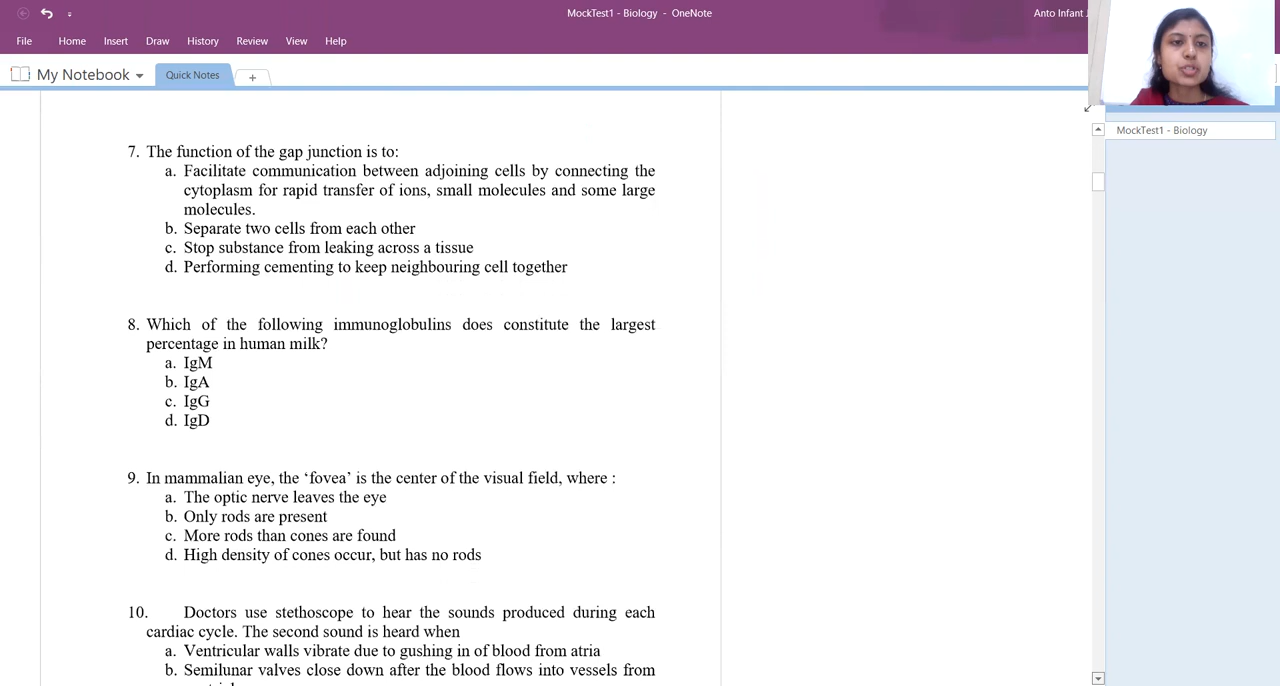 MockTest1 - Biology - OneNote
Anto Infant
File Home Insert Draw History Review View Help
My Notebook
Quick Notes
MockTest1 - Biology
7. The function of the gap junction is to:
a. Facilitate communication between adjoining cells by connecting the
cytoplasm for rapid transfer of ions, small molecules and some large
molecules.
b. Separate two cells from each other
c. Stop substance from leaking across a tissue
d. Performing cementing to keep neighbouring cell together
8. Which of the following immunoglobulins does constitute the largest
percentage in human milk?
a. IgM
b. IgA
c. IgG
d. IgD
9. In mammalian eye, the ‘fovea’ is the center of the visual field, where :
a. The optic nerve leaves the eye
b. Only rods are present
c. More rods than cones are found
d. High density of cones occur, but has no rods
10. Doctors use stethoscope to hear the sounds produced during each
cardiac cycle. The second sound is heard when
a. Ventricular walls vibrate due to gushing in of blood from atria
b. Semilunar valves close down after the blood flows into vessels from